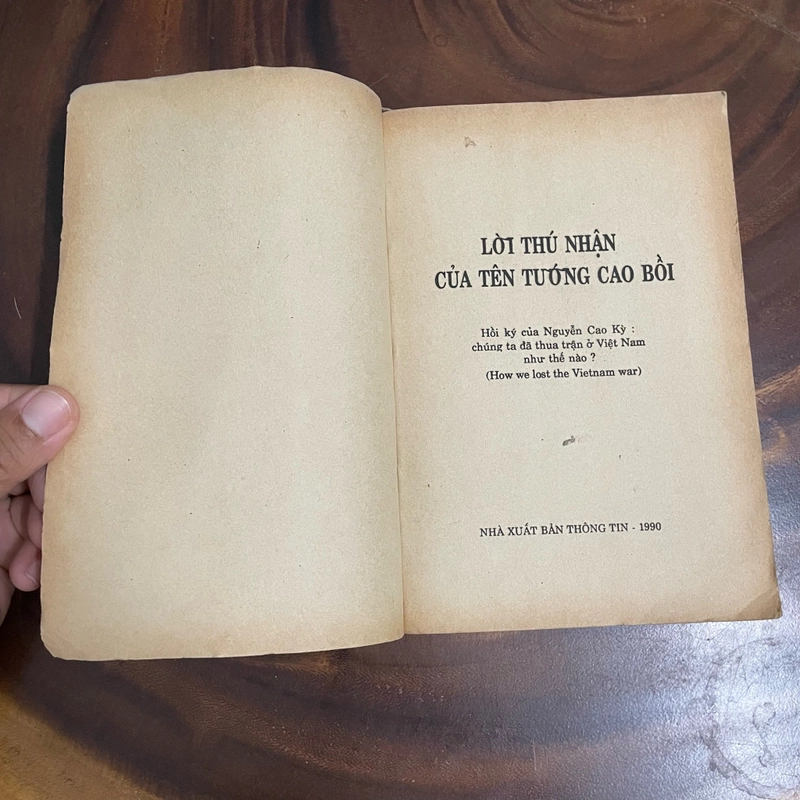 LỜI THÚ NHẬN
CỦA TÊN TƯỚNG CAO BỒI
Hồi ký của Nguyễn Cao Kỳ :
chúng ta đã thua trận ở Việt Nam
như thế nào ?
(How we lost the Vietnam war)
NHÀ XUẤT BẢN THÔNG TIN - 1990